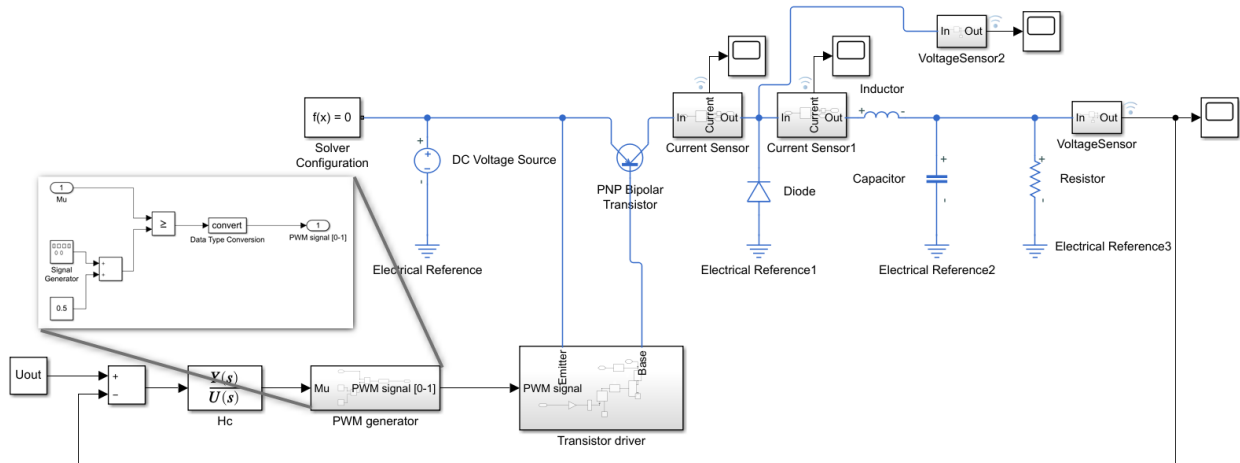 In Out
VoltageSensor2
Current
In Out
Current Sensor
Current
In Out
Current Sensor1
Inductor
+ -
f(x) = 0
Solver
Configuration
+
-
DC Voltage Source
PNP Bipolar
Transistor
Diode
Capacitor
+
-
Resistor
+
-
In Out
VoltageSensor
Electrical Reference
Electrical Reference1
Electrical Reference2
Electrical Reference3
1
Mu
≥
convert
Data Type Conversion
1
PWM signal [0-1]
Signal
Generator
+
+
0.5
Uout
+
−
Y(s)
U(s)
Hc
Mu PWM signal [0-1]
PWM generator
PWM signal
Emitter
Base
Transistor driver